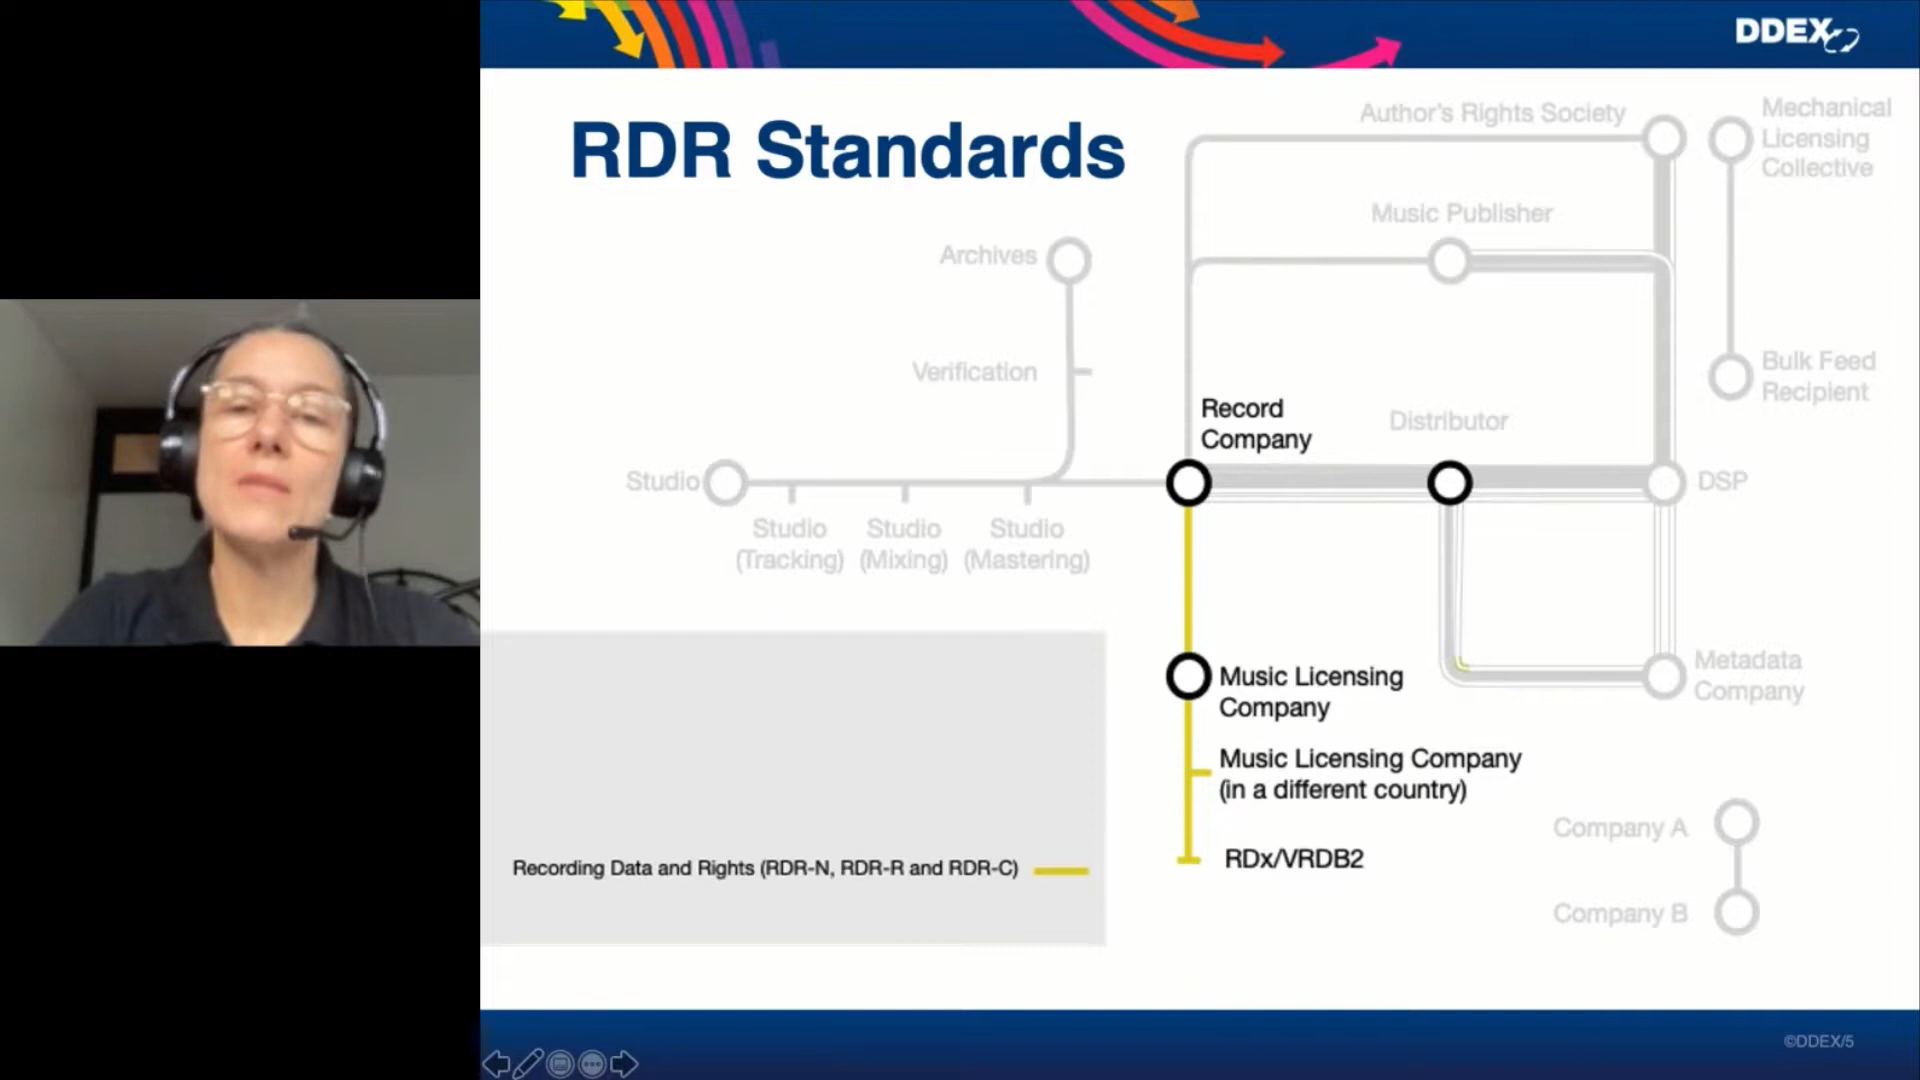 DDEX
RDR Standards
Author's Rights Society
Mechanical
Licensing
Collective
Music Publisher
Archives
Verification
Bulk Feed
Recipient
Record
Company
Distributor
Studio
DSP
Studio
(Tracking)
Studio
(Mixing)
Studio
(Mastering)
Music Licensing
Company
Metadata
Company
Music Licensing Company
(in a different country)
RDx/VRDB2
Company A
Company B
Recording Data and Rights (RDR-N, RDR-R and RDR-C)
©DDEX/5